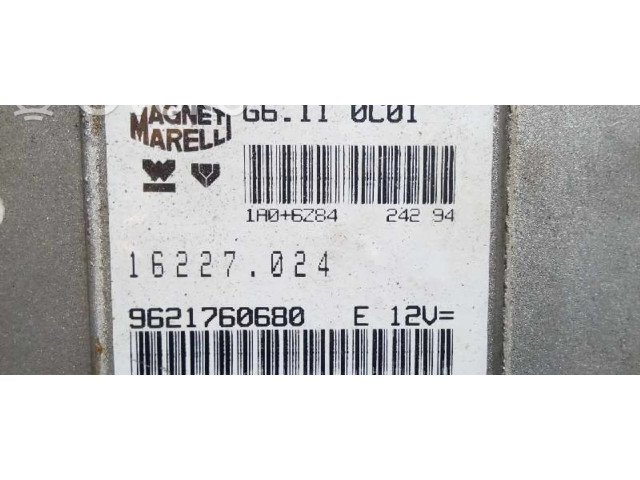 MAGNETI
MARELLI
G6.11 0C01
1A0+6Z84 242 94
16227.024
9621760680 E 12V=